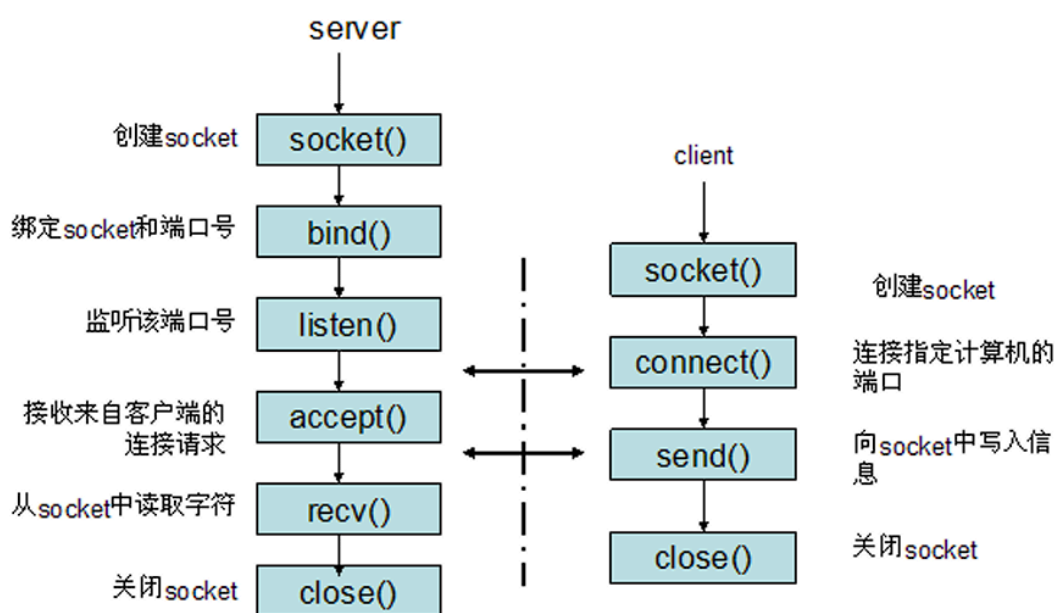 server
创建socket
socket()
绑定socket和端口号
bind()
监听该端口号
listen()
接收来自客户端的
连接请求
accept()
从socket中读取字符
recv()
关闭socket
close()
client
socket()
创建socket
connect()
连接指定计算机的
端口
send()
向socket中写入信
息
close()
关闭socket